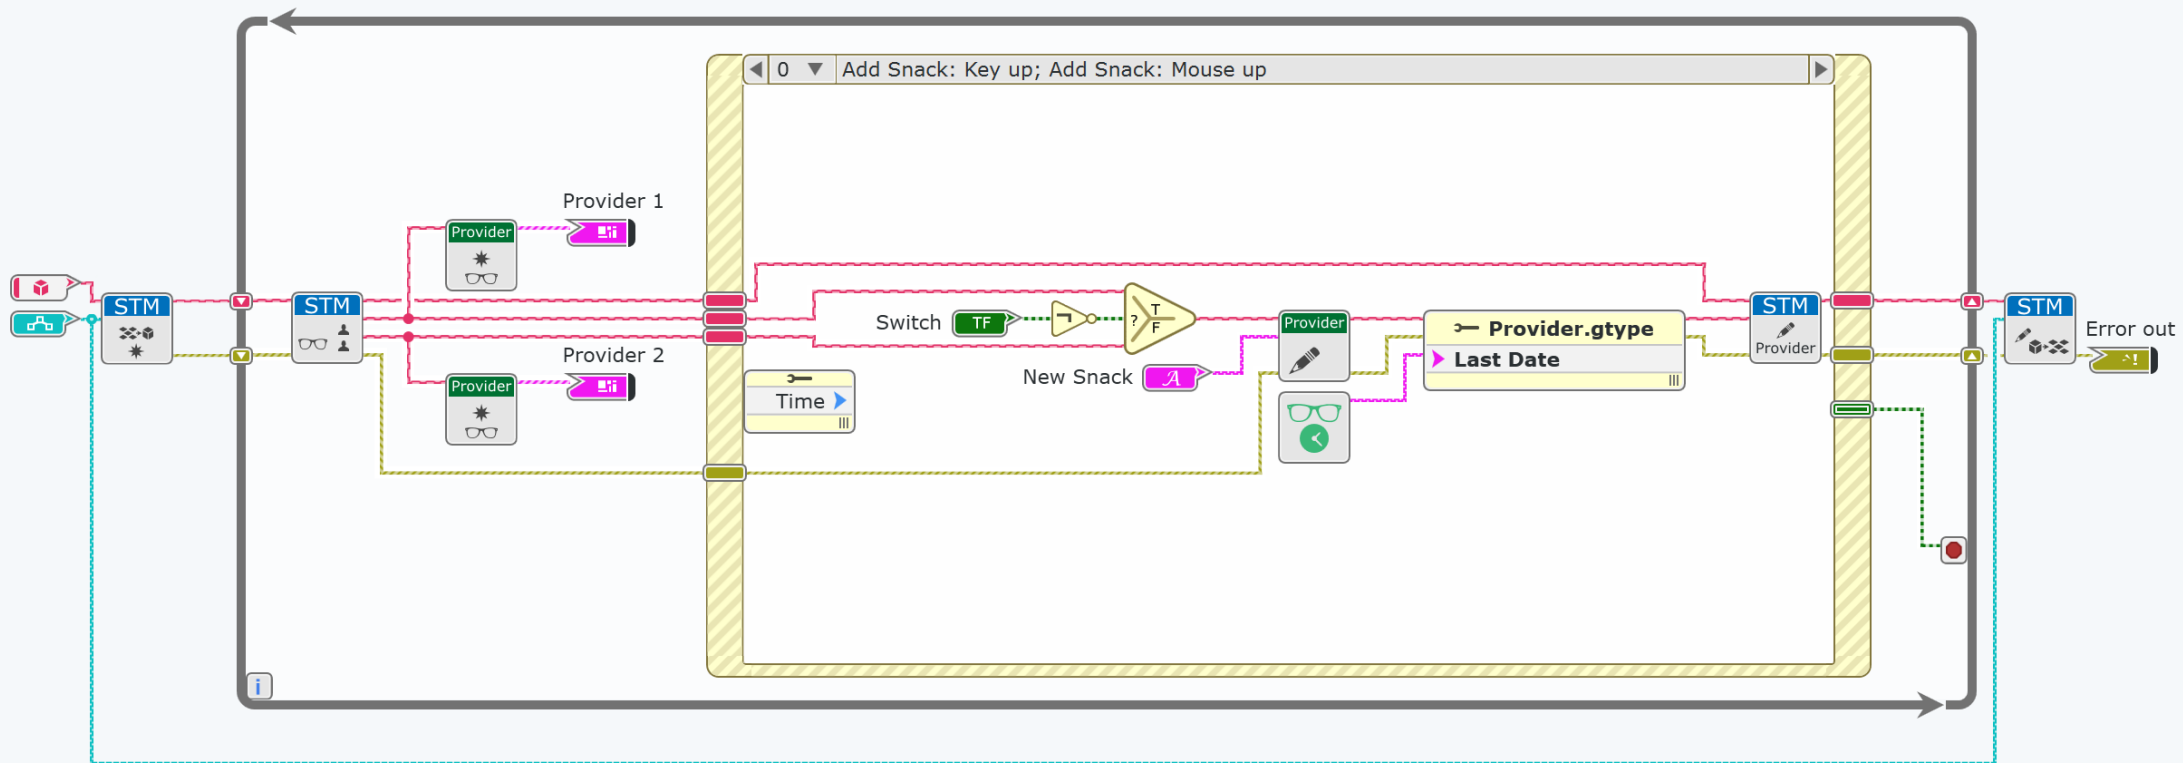 0 Add Snack: Key up; Add Snack: Mouse up
Provider 1
Provider
STM
STM
Provider 2
Provider
Switch TF
?
T
F
New Snack A
Time
Provider
Provider.gtype
Last Date
STM
Provider
STM
Error out
!
i